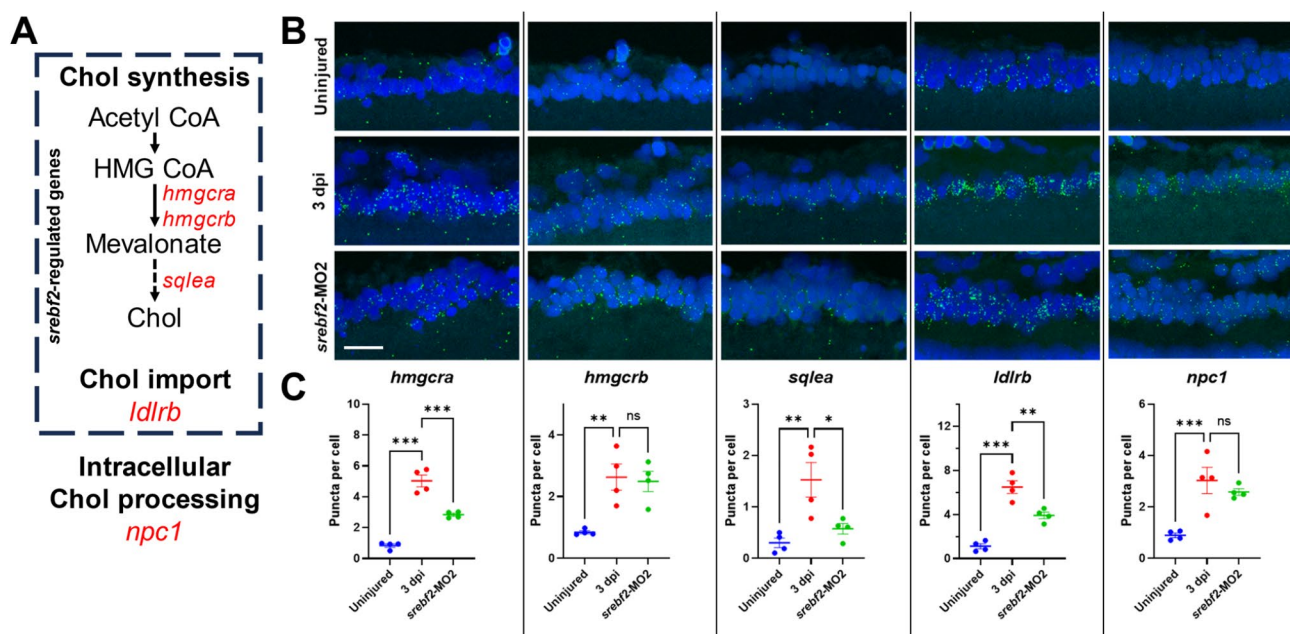 A
Chol synthesis
Acetyl CoA
HMG CoA
hmgcra
hmgcrb
Mevalonate
sqlea
Chol
srebf2-regulated genes
Chol import
ldlrb
Intracellular
Chol processing
npc1
B
Uninjured
3 dpi
srebf2-MO2
C
hmgcra
Puncta per cell
10
8
6
4
2
0
***
***
Uninjured
3 dpi
srebf2-MO2
hmgcrb
Puncta per cell
4
2
0
**
ns
Uninjured
3 dpi
srebf2-MO2
sqlea
Puncta per cell
3
2
1
0
**
*
Uninjured
3 dpi
srebf2-MO2
ldlrb
Puncta per cell
12
9
6
3
0
***
**
Uninjured
3 dpi
srebf2-MO2
npc1
Puncta per cell
6
4
2
0
***
ns
Uninjured
3 dpi
srebf2-MO2